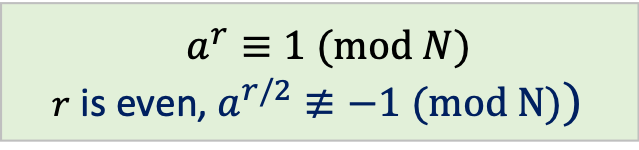 a^r ≡ 1 (mod N)
r is even, a^{r/2} ≢ −1 (mod N))